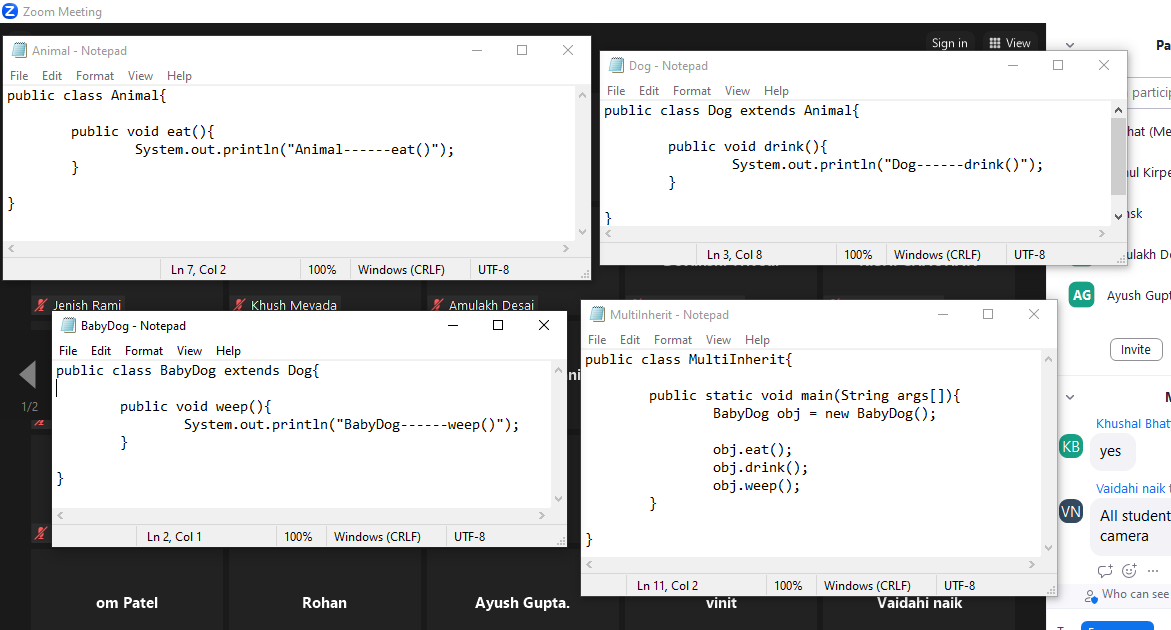 Zoom Meeting
Sign in
View
Animal - Notepad
File Edit Format View Help
public class Animal{
public void eat(){
System.out.println("Animal------eat()");
}
}
Ln 7, Col 2 100% Windows (CRLF) UTF-8
Dog - Notepad
File Edit Format View Help
public class Dog extends Animal{
public void drink(){
System.out.println("Dog------drink()");
}
}
Ln 3, Col 8 100% Windows (CRLF) UTF-8
Jenish Rami
Khush Mevada
Amulakh Desai
BabyDog - Notepad
File Edit Format View Help
public class BabyDog extends Dog{
public void weep(){
System.out.println("BabyDog------weep()");
}
}
Ln 2, Col 1 100% Windows (CRLF) UTF-8
MultiInherit - Notepad
File Edit Format View Help
public class MultiInherit{
public static void main(String args[]){
BabyDog obj = new BabyDog();
obj.eat();
obj.drink();
obj.weep();
}
}
Ln 11, Col 2 100% Windows (CRLF) UTF-8
1/2
om Patel
Rohan
Ayush Gupta.
vinit
Vaidahi naik
Pa
particip
hat (Me
ul Kirpe
nsk
ulakh De
AG
Ayush Gupt
Invite
M
Khushal Bhat
KB
yes
Vaidahi naik t
VN
All student
camera
Who can see